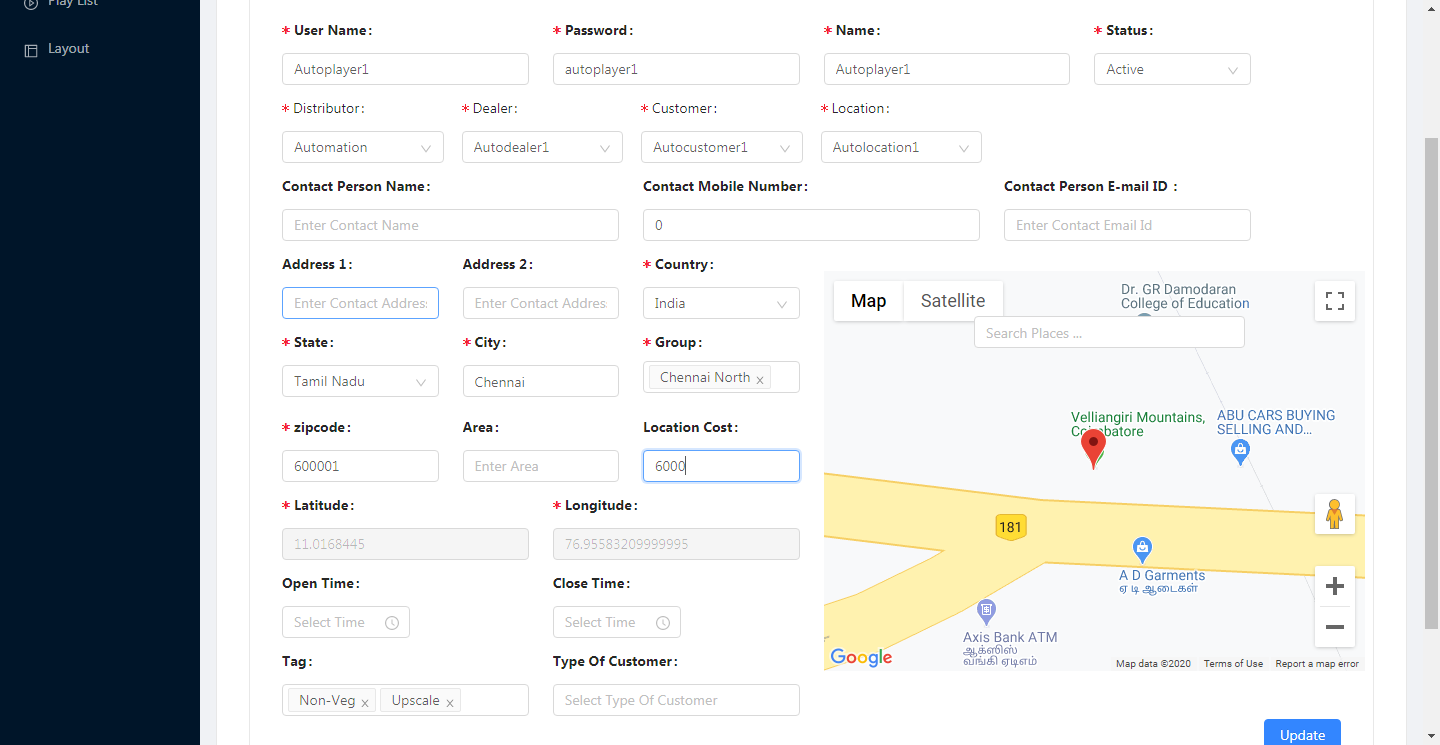 Play List
Layout
* User Name:
* Password:
* Name:
* Status:
Autoplayer1
autoplayer1
Autoplayer1
Active
* Distributor:
* Dealer:
* Customer:
* Location:
Automation
Autodealer1
Autocustomer1
Autolocation1
Contact Person Name:
Contact Mobile Number:
Contact Person E-mail ID :
Enter Contact Name
0
Enter Contact Email Id
Address 1:
Address 2:
* Country:
Enter Contact Address
Enter Contact Addres
India
* State:
* City:
* Group:
Tamil Nadu
Chennai
Chennai North x
* zipcode:
Area:
Location Cost:
600001
Enter Area
6000
* Latitude:
* Longitude:
11.0168445
76.95583209999995
Open Time:
Close Time:
Select Time
Select Time
Tag:
Type Of Customer:
Non-Veg x
Upscale x
Select Type Of Customer
Map
Satellite
Dr. GR Damodaran
College of Education
Search Places ...
Velliangiri Mountains,
Coimbatore
ABU CARS BUYING
SELLING AND...
181
A D Garments
ஏ டி ஆடைகள்
Axis Bank ATM
ஆக்ஸிஸ்
வங்கி ஏடிஎம்
Google
Map data ©2020
Terms of Use
Report a map error
Update